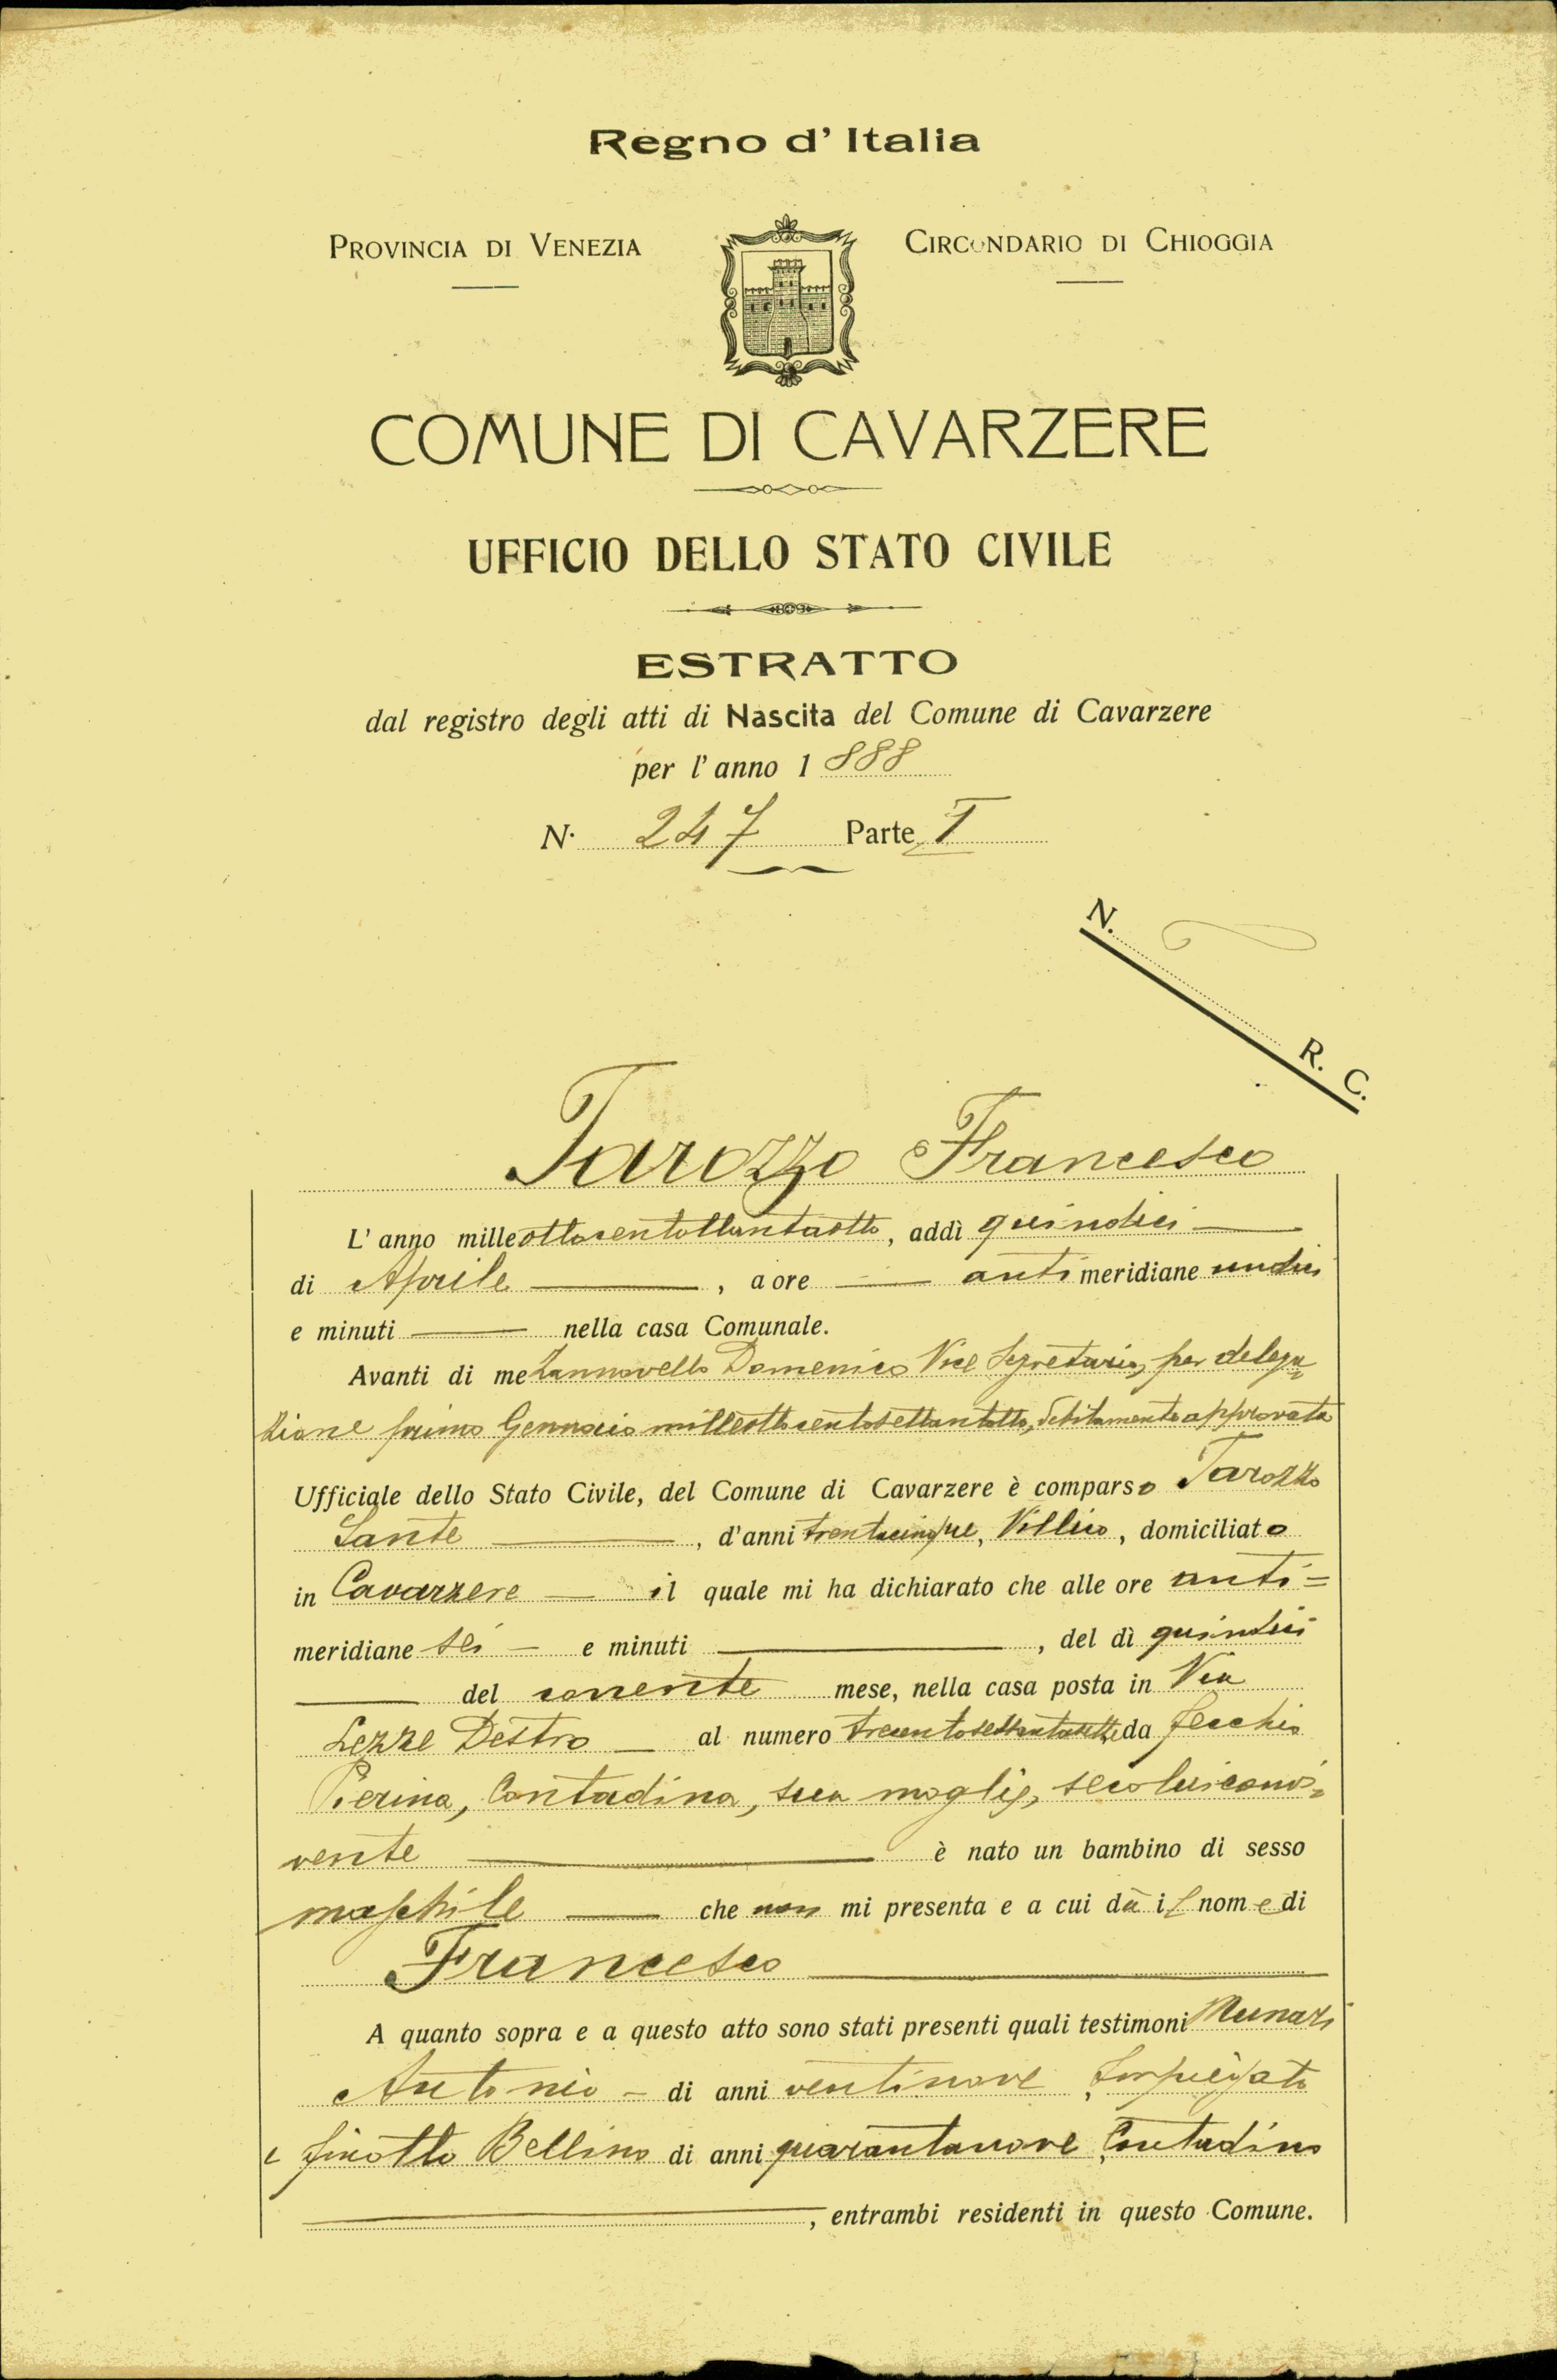 Regno d' Italia
PROVINCIA DI VENEZIA
CIRCONDARIO DI CHIOGGIA
COMUNE DI CAVARZERE
UFFICIO DELLO STATO CIVILE
ESTRATTO
dal registro degli atti di Nascita del Comune di Cavarzere
per l'anno 1888
N. 247 Parte I
N.
R. C.
Tarozzo Francesco
L'anno milleottocentottantaotto, addì quindici
di Aprile, a ore antimeridiane undici
e minuti nella casa Comunale.
Avanti di me Zannovello Domenico Vice Segretario, per delega=
zione primo Gennaio milleottocentosettantotto, debitamente approvata
Ufficiale dello Stato Civile, del Comune di Cavarzere è comparso Tarozzo
Sante, d'anni trentacinque, Villico, domiciliato
in Cavarzere il quale mi ha dichiarato che alle ore anti=
meridiane sei e minuti, del dì quindici
del corrente mese, nella casa posta in Via
Lezze Destro al numero trecentosettantasette da Fecchio
Pierina, Contadina, sua moglie, seco lui convi=
vente è nato un bambino di sesso
maschile che non mi presenta e a cui dà il nome di
Francesco
A quanto sopra e a questo atto sono stati presenti quali testimoni Munari
Antonio di anni ventinove, Impiegato
e Finotto Bellino di anni quarantanove, Contadino
, entrambi residenti in questo Comune.